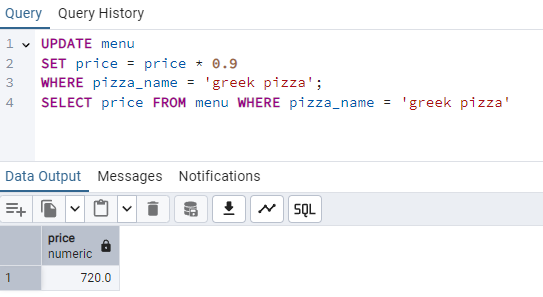 Query Query History
1 UPDATE menu
2 SET price = price * 0.9
3 WHERE pizza_name = 'greek pizza';
4 SELECT price FROM menu WHERE pizza_name = 'greek pizza'
Data Output Messages Notifications
SQL
price
numeric
1 720.0